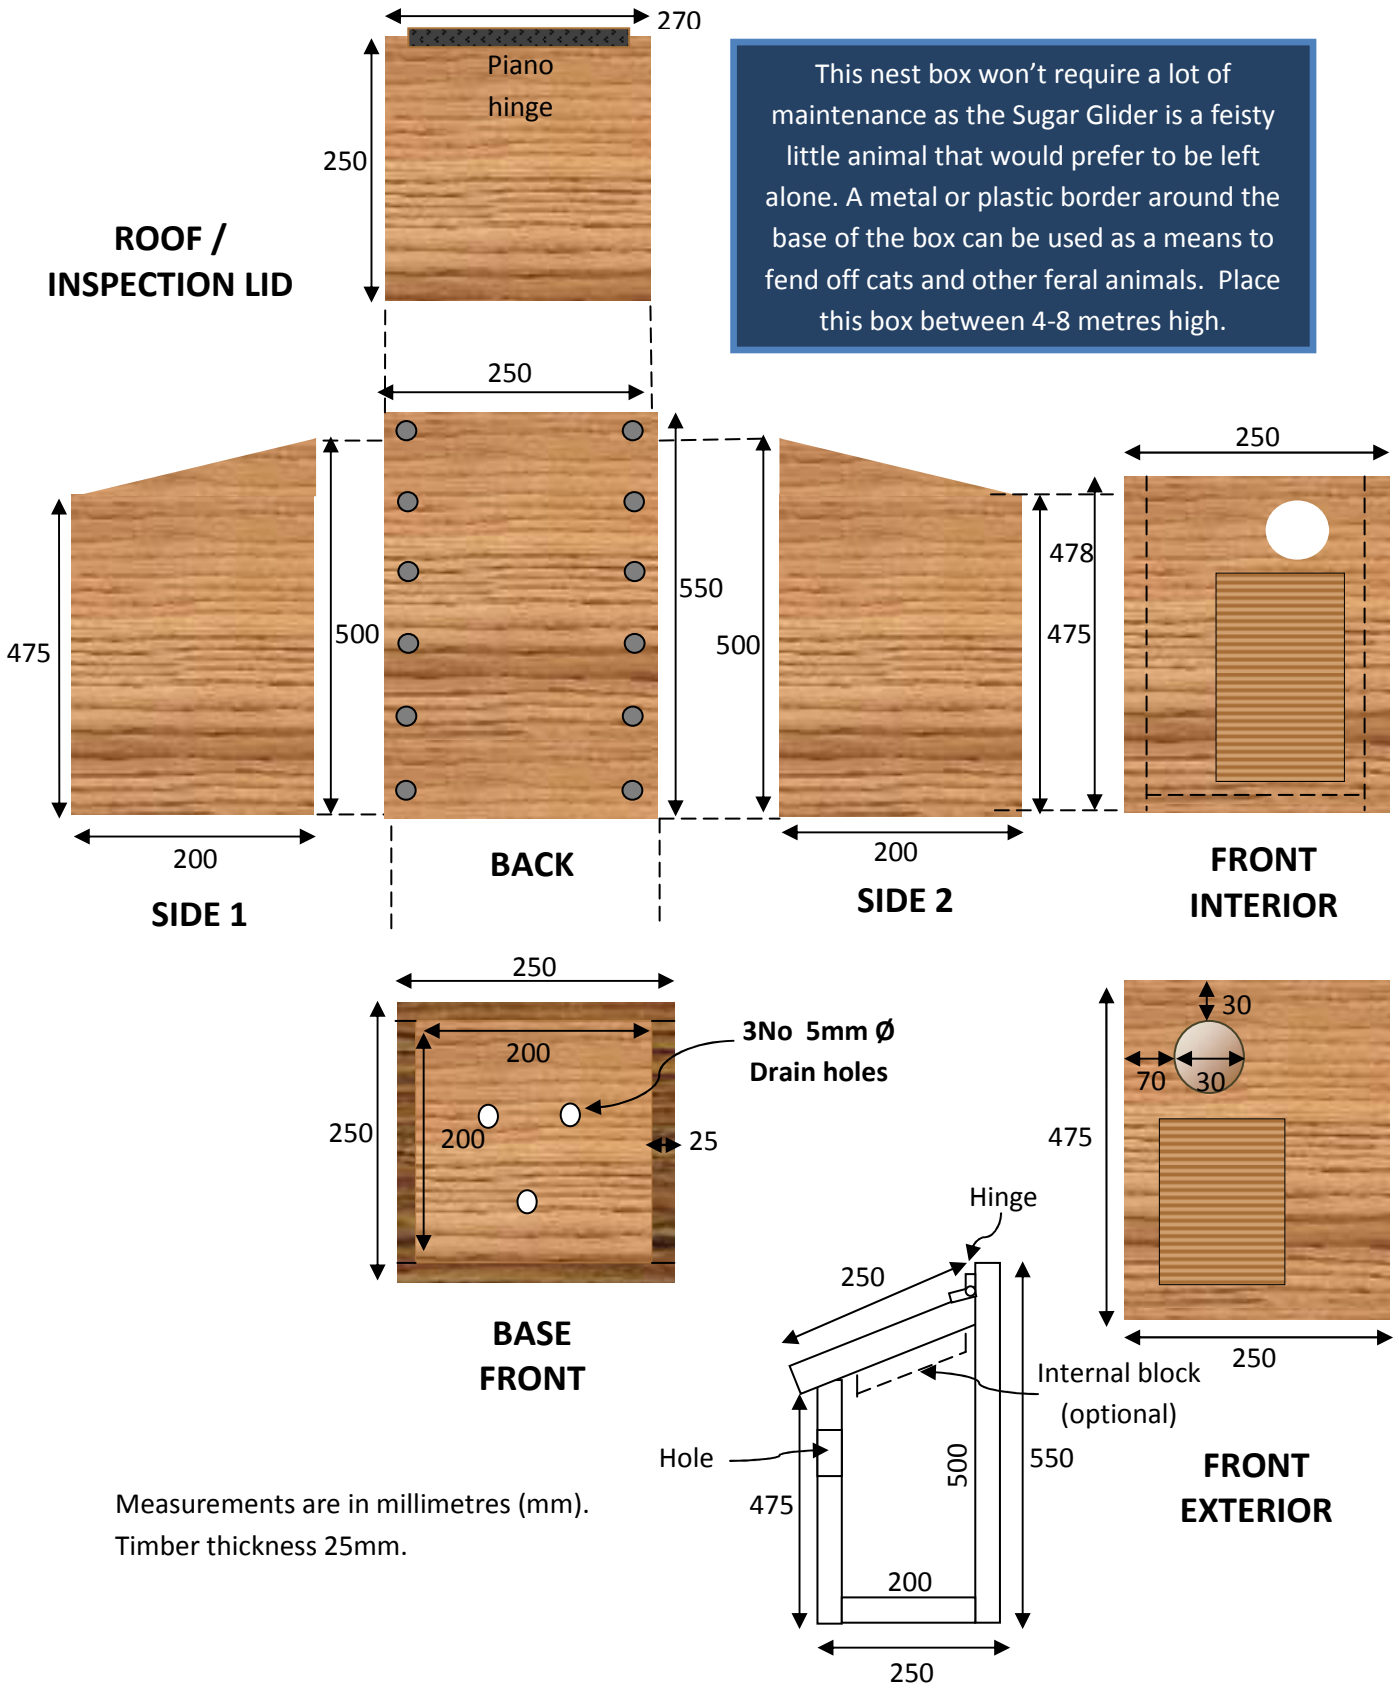 270
Piano
hinge
250
ROOF /
INSPECTION LID
This nest box won’t require a lot of
maintenance as the Sugar Glider is a feisty
little animal that would prefer to be left
alone. A metal or plastic border around the
base of the box can be used as a means to
fend off cats and other feral animals.  Place
this box between 4-8 metres high.
475
200
SIDE 1
500
250
550
BACK
500
200
SIDE 2
478
475
250
FRONT
INTERIOR
250
200
250
200
25
3No  5mm Ø
Drain holes
BASE
FRONT
30
70
30
475
250
FRONT
EXTERIOR
Hinge
250
Internal block
(optional)
Hole
500
550
475
200
250
Measurements are in millimetres (mm).
Timber thickness 25mm.